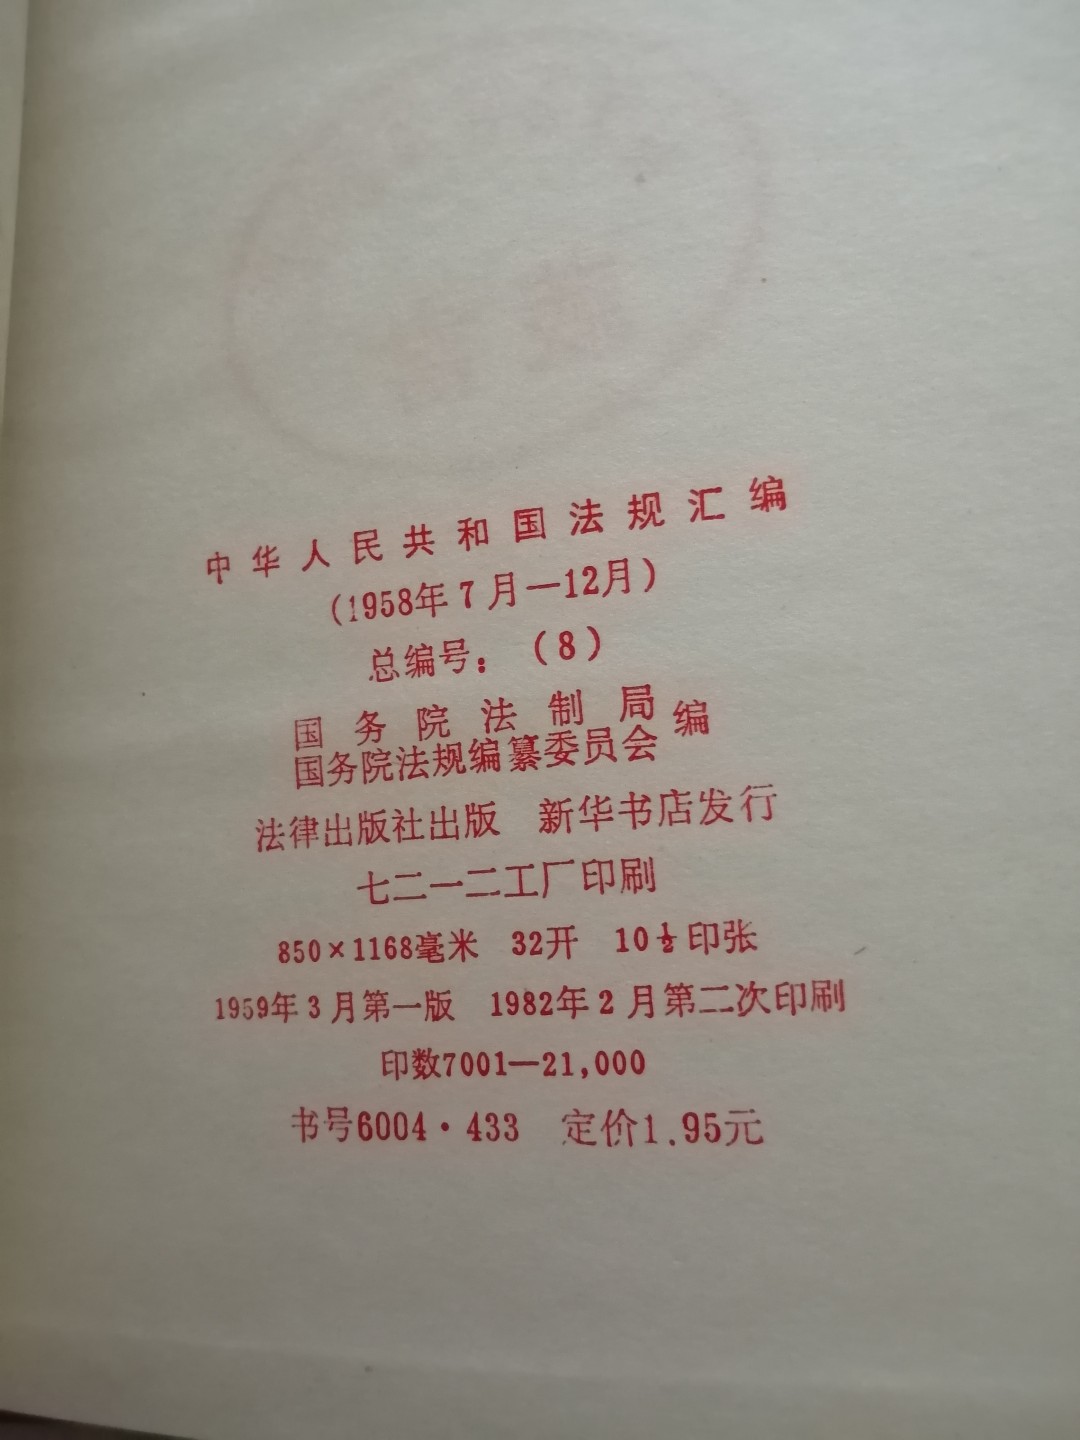 中华人民共和国法规汇编
(1958年7月—12月)
总编号：(8)
国务院法制局
国务院法规编纂委员会 编
法律出版社出版 新华书店发行
七二一二工厂印刷
850×1168毫米 32开 10½印张
1959年3月第一版 1982年2月第二次印刷
印数7001—21,000
书号6004·433 定价1.95元